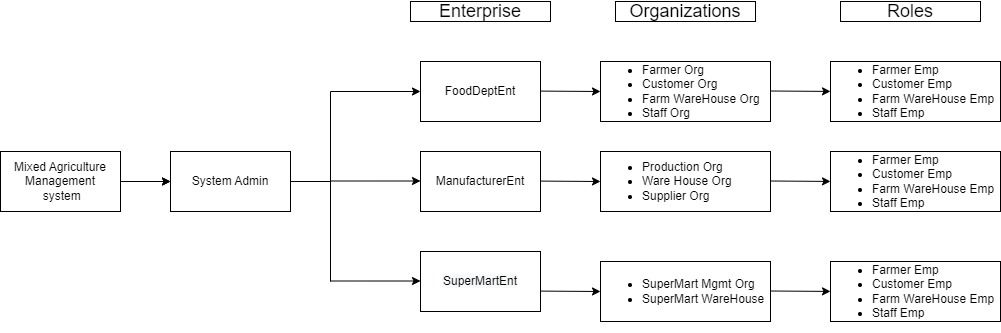 Enterprise
Organizations
Roles
FoodDeptEnt
Farmer Org
Customer Org
Farm WareHouse Org
Staff Org
Farmer Emp
Customer Emp
Farm WareHouse Emp
Staff Emp
Mixed Agriculture
Management
system
System Admin
ManufacturerEnt
Production Org
Ware House Org
Supplier Org
Farmer Emp
Customer Emp
Farm WareHouse Emp
Staff Emp
SuperMartEnt
SuperMart Mgmt Org
SuperMart WareHouse
Farmer Emp
Customer Emp
Farm WareHouse Emp
Staff Emp